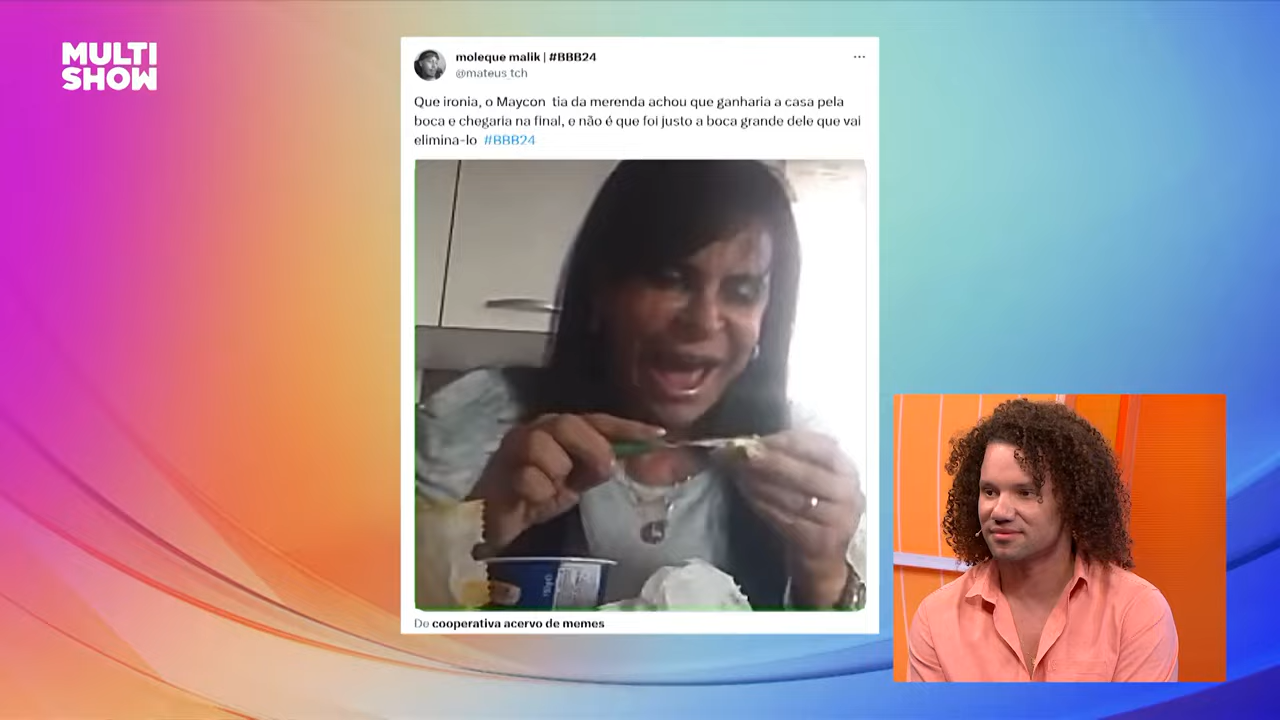 MULTI
SHOW
moleque malik | #BBB24
@mateus tch
Que ironia, o Maycon tia da merenda achou que ganharia a casa pela
boca e chegaria na final, e não é que foi justo a boca grande dele que vai
elimina-lo #BBB24
De cooperativa acervo de memes